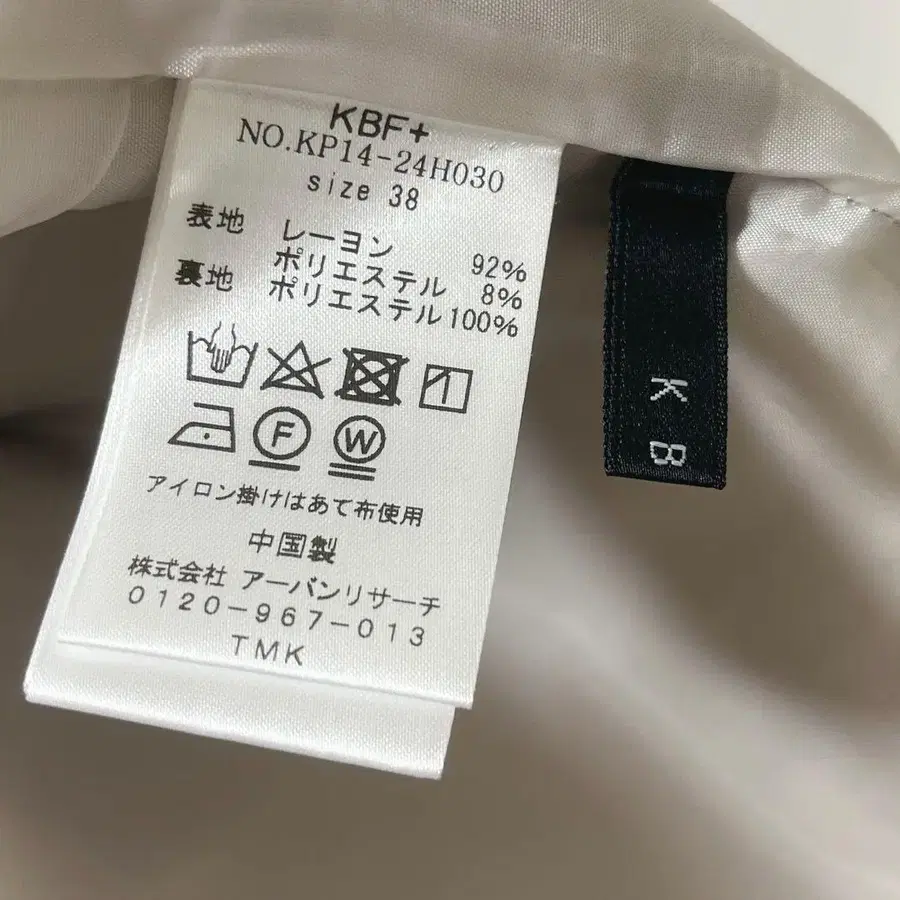 KBF+
NO.KP14-24H030
size 38
表地 レーヨン 92%
ポリエステル 8%
裏地 ポリエステル100%
F W
アイロン掛けはあて布使用
中国製
株式会社 アーバンリサーチ
0120-967-013
TMK
K B